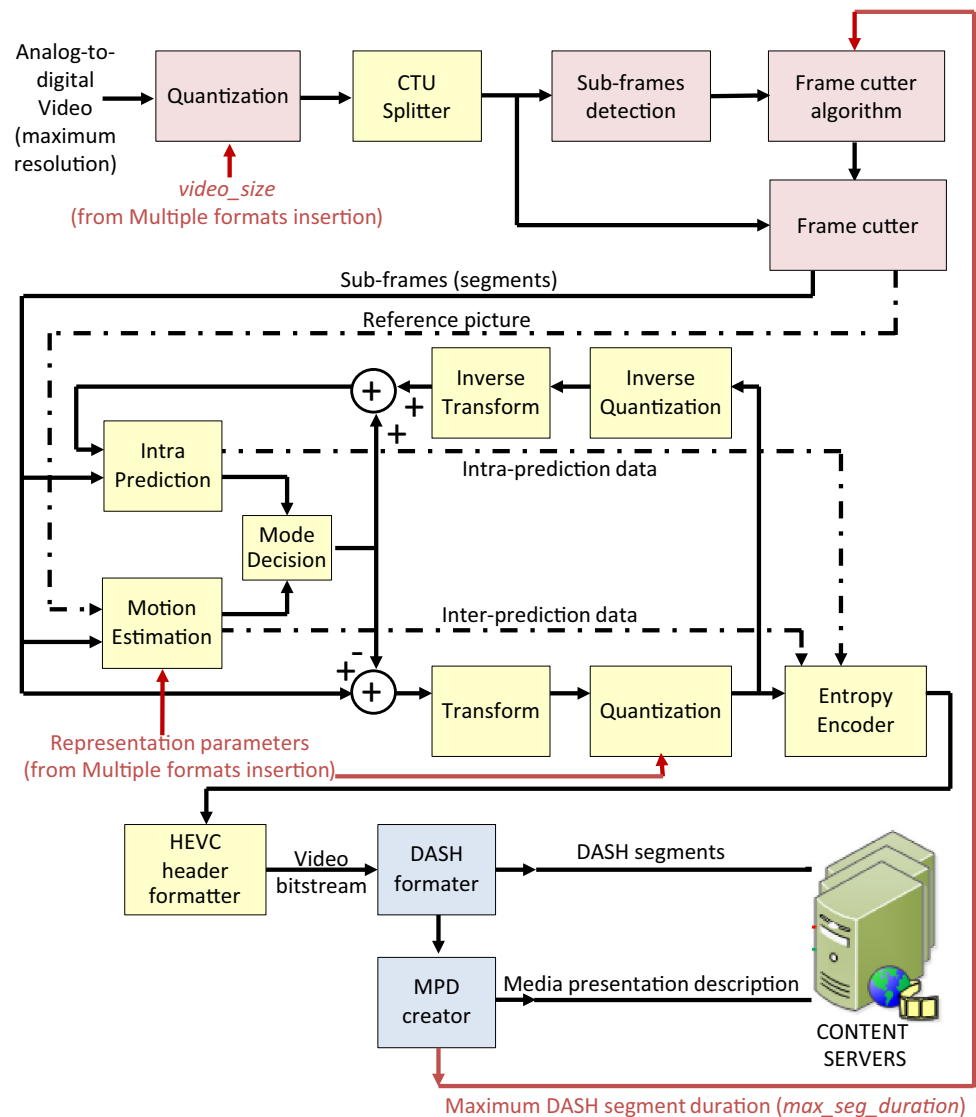 Analog-to-
digital
Video
(maximum
resolution)
Quantization
CTU
Splitter
Sub-frames
detection
Frame cutter
algorithm
video_size
(from Multiple formats insertion)
Frame cutter
Sub-frames (segments)
Reference picture
Inverse
Transform
Inverse
Quantization
+
+
+
Intra
Prediction
Intra-prediction data
Mode
Decision
Motion
Estimation
Inter-prediction data
-
+
+
Transform
Quantization
Entropy
Encoder
Representation parameters
(from Multiple formats insertion)
HEVC
header
formatter
Video
bitstream
DASH
formater
DASH segments
MPD
creator
Media presentation description
CONTENT
SERVERS
Maximum DASH segment duration (max_seg_duration)